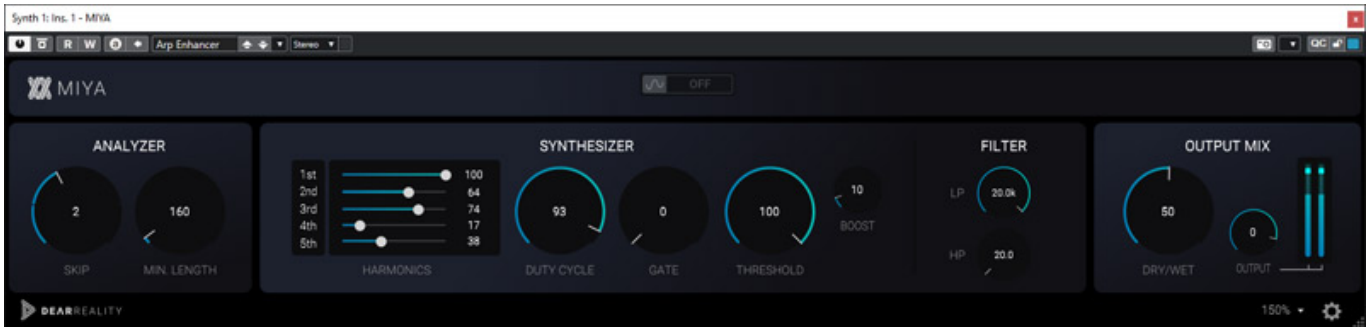 Synth 1: Ins. 1 - MIYA
R W Arp Enhancer Stereo QC
MIYA OFF
ANALYZER SYNTHESIZER FILTER OUTPUT MIX
1st 100
2nd 64
3rd 74
4th 17
5th 38
2 160 93 0 100 10 BOOST
LP 20.0k
HP 20.0
50 0
SKIP MIN. LENGTH HARMONICS DUTY CYCLE GATE THRESHOLD DRY/WET OUTPUT
DEARREALITY 150%